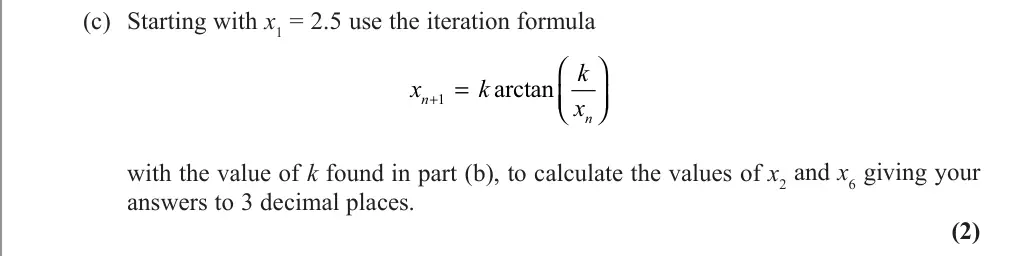 (c) Starting with x₁ = 2.5 use the iteration formula
xₙ₊₁ = k arctan(k/xₙ)
with the value of k found in part (b), to calculate the values of x₂ and x₆ giving your
answers to 3 decimal places.
(2)